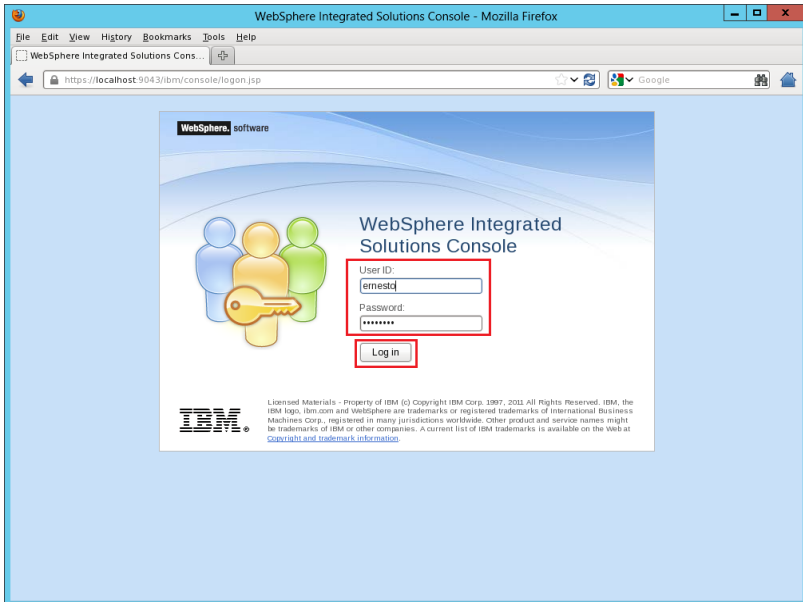 WebSphere Integrated Solutions Console - Mozilla Firefox
File Edit View History Bookmarks Tools Help
WebSphere Integrated Solutions Cons...
https://localhost:9043/ibm/console/logon.jsp Google
WebSphere. software
WebSphere Integrated
Solutions Console
User ID:
ernesto
Password:
••••••••
Log in
IBM®
Licensed Materials - Property of IBM (c) Copyright IBM Corp. 1997, 2011 All Rights Reserved. IBM, the
IBM logo, ibm.com and WebSphere are trademarks or registered trademarks of International Business
Machines Corp., registered in many jurisdictions worldwide. Other product and service names might
be trademarks of IBM or other companies. A current list of IBM trademarks is available on the Web at
Copyright and trademark information.